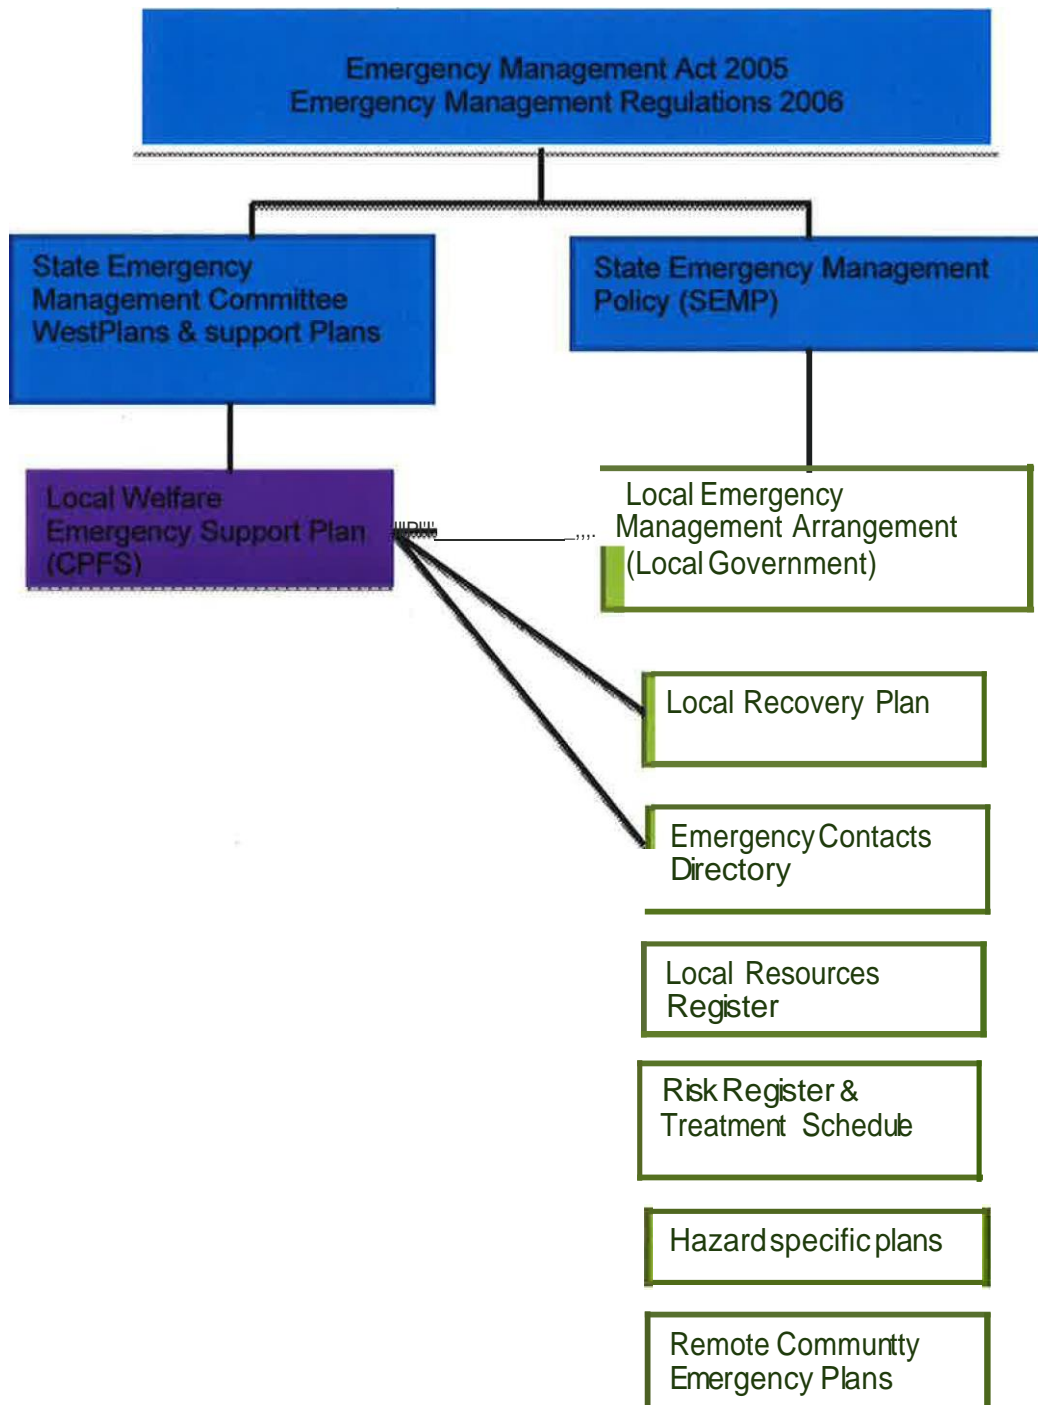 Emergency Management Act 2005
Emergency Management Regulations 2006
State Emergency
Management Committee
WestPlans & support Plans
State Emergency Management
Policy (SEMP)
Local Welfare
Emergency Support Plan
(CPFS)
Local Emergency
Management Arrangement
(Local Government)
Local Recovery Plan
Emergency Contacts
Directory
Local Resources
Register
Risk Register &
Treatment Schedule
Hazard specific plans
Remote Communtty
Emergency Plans